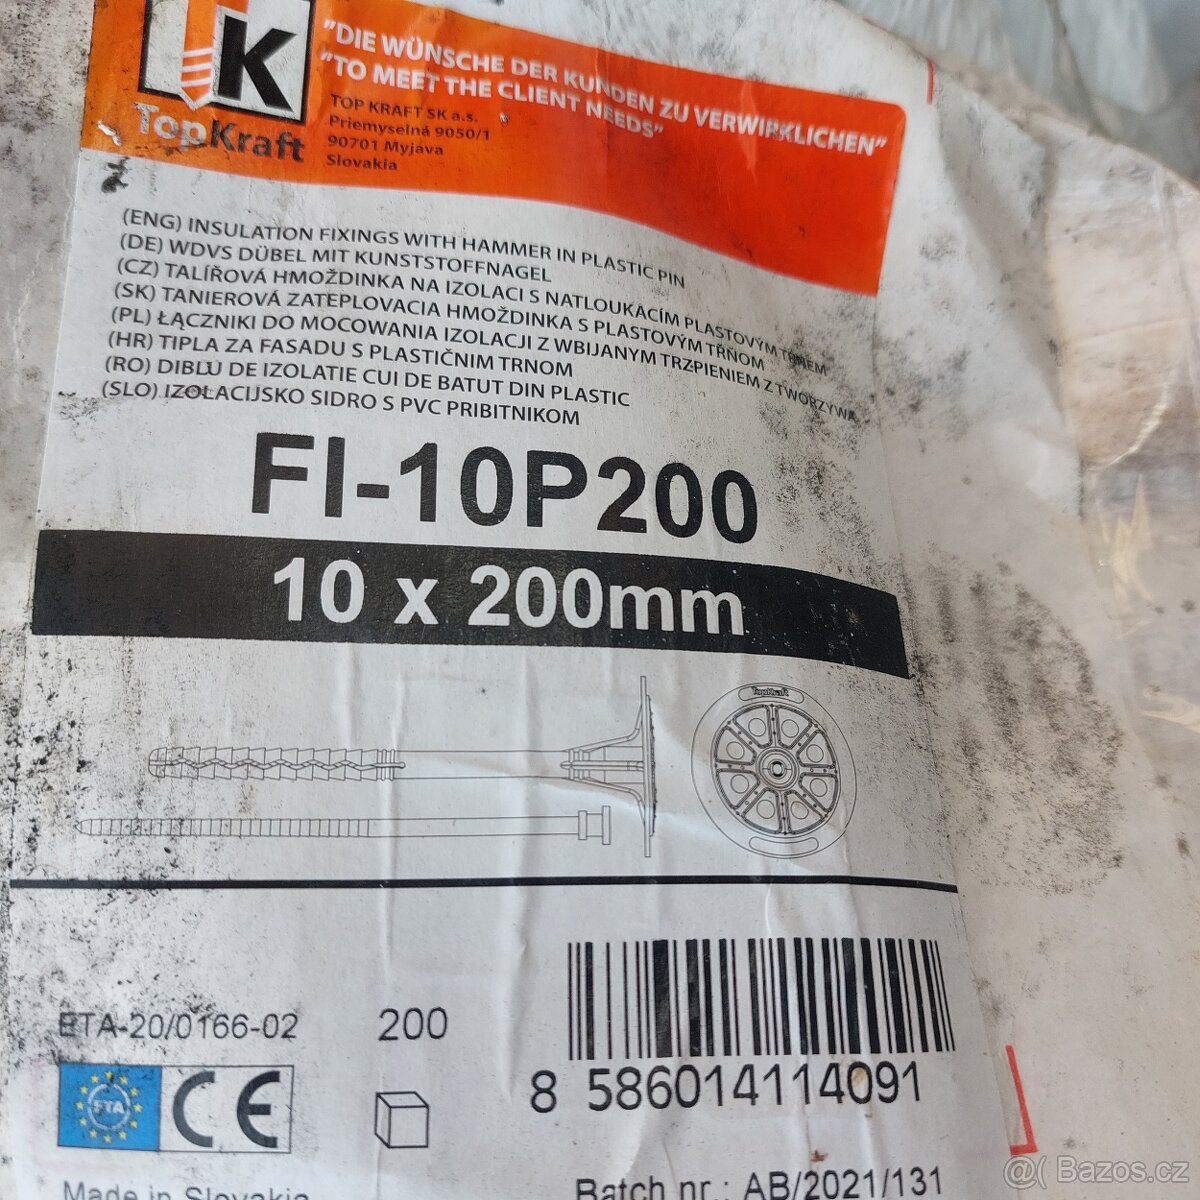 TK
TopKraft
"DIE WÜNSCHE DER KUNDEN ZU VERWIRKLICHEN"
"TO MEET THE CLIENT NEEDS"
TOP KRAFT SK a.s.
Priemyselná 9050/1
90701 Myjava
Slovakia
(ENG) INSULATION FIXINGS WITH HAMMER IN PLASTIC PIN
(DE) WDVS DÜBEL MIT KUNSTSTOFFNAGEL
(CZ) TALÍŘOVÁ HMOŽDINKA NA IZOLACI S NATLOUKACÍM PLASTOVÝM TRNEM
(SK) TANIEROVÁ ZATEPLOVACIA HMOŽDINKA S PLASTOVÝM TŔŇOM
(PL) ŁĄCZNIKI DO MOCOWANIA IZOLACJI Z WBIJANYM TRZPIENIEM Z TWORZYWA
(HR) TIPLA ZA FASADU S PLASTIČNIM TRNOM
(RO) DIBLU DE IZOLATIE CUI DE BATUT DIN PLASTIC
(SLO) IZOLACIJSKO SIDRO S PVC PRIBITNIKOM
FI-10P200
10 x 200mm
TopKraft
ETA-20/0166-02
200
ETA
CE
8 586014114091
Made in Slovakia
Batch nr.: AB/2021/131
@( Bazos.cz